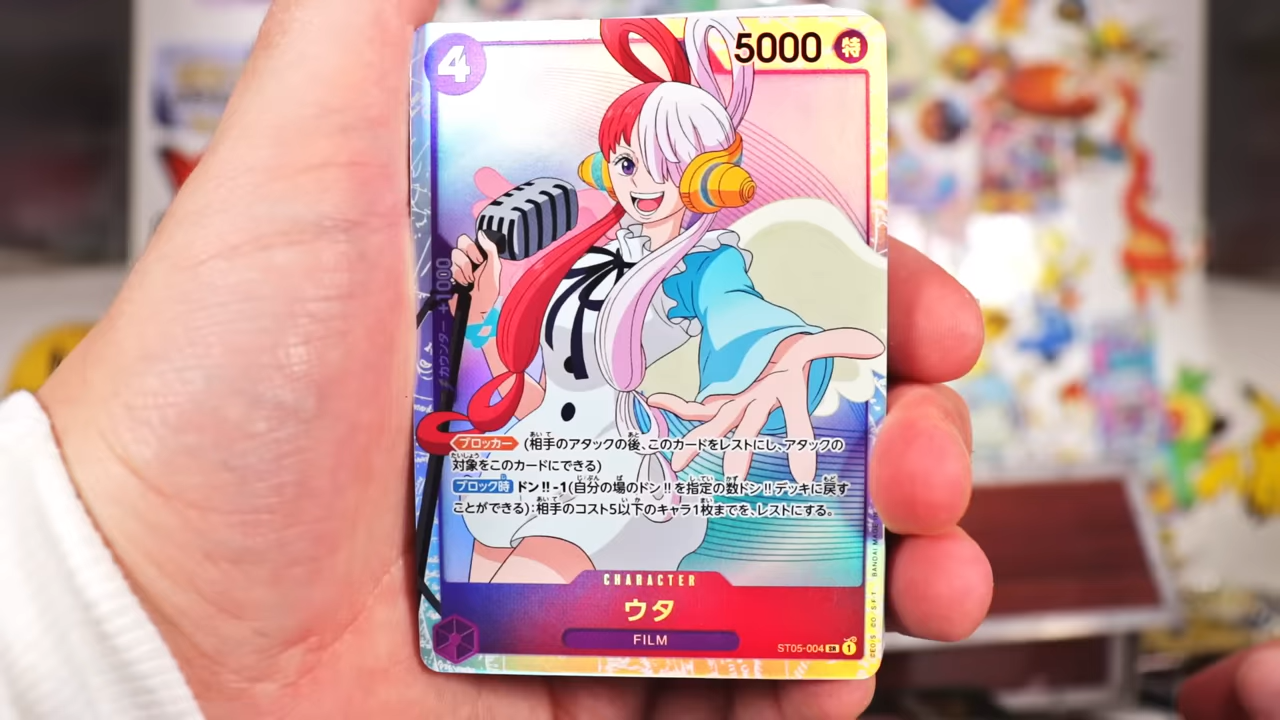 4
5000 特
カウンター+1000
ブロッカー (相手のアタックの後、このカードをレストにし、アタックの
対象をこのカードにできる)
ブロック時 ドン!!-1(自分の場のドン!!を指定の数ドン!!デッキに戻す
ことができる):相手のコスト5以下のキャラ1枚までを、レストにする。
CHARACTER
ウタ
FILM
ST05-004 SR 1